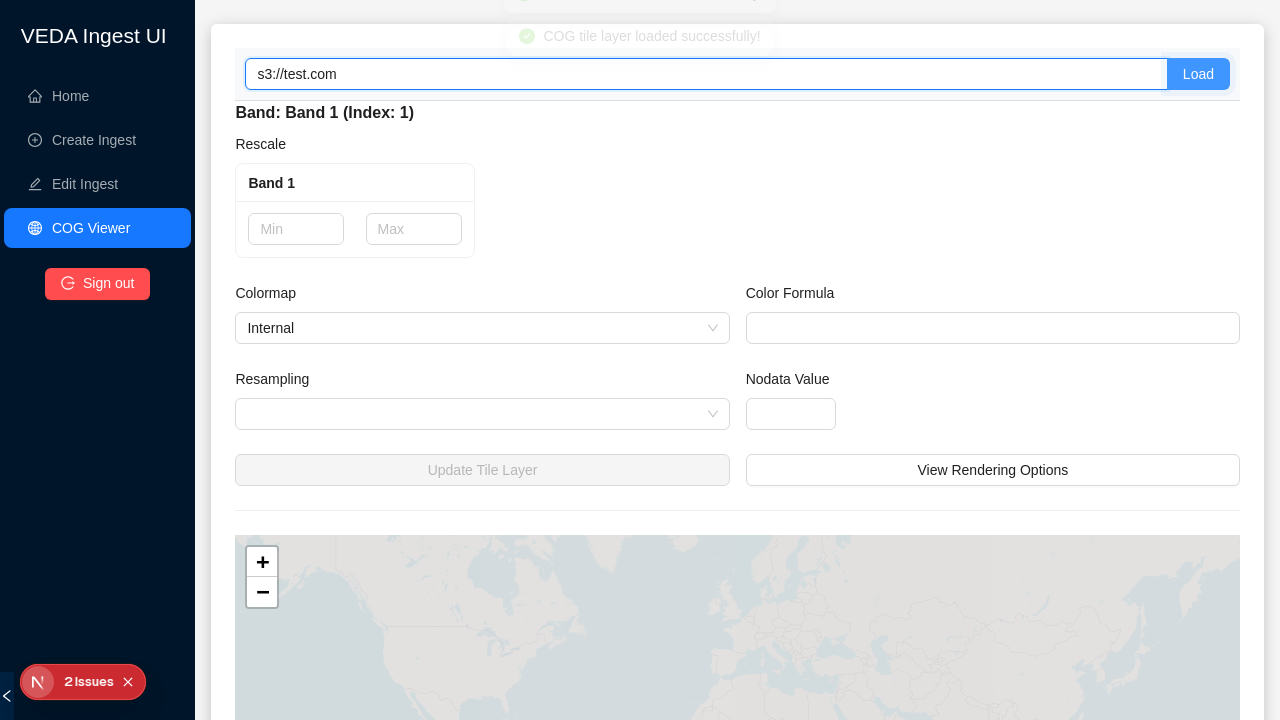 VEDA Ingest UI
Home
Create Ingest
Edit Ingest
COG Viewer
Sign out
2 Issues
COG tile layer loaded successfully!
s3://test.com
Load
Band: Band 1 (Index: 1)
Rescale
Band 1
Min
Max
Colormap
Color Formula
Internal
Resampling
Nodata Value
Update Tile Layer
View Rendering Options
+
−